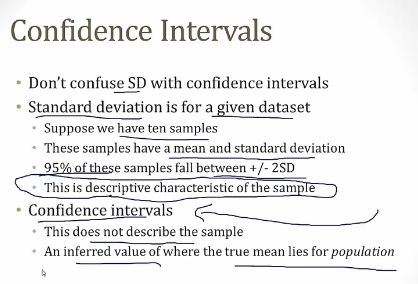 Confidence Intervals
• Don't confuse SD with confidence intervals
• Standard deviation is for a given dataset
• Suppose we have ten samples
• These samples have a mean and standard deviation
• 95% of these samples fall between +/- 2SD
• This is descriptive characteristic of the sample
• Confidence intervals
• This does not describe the sample
• An inferred value of where the true mean lies for population